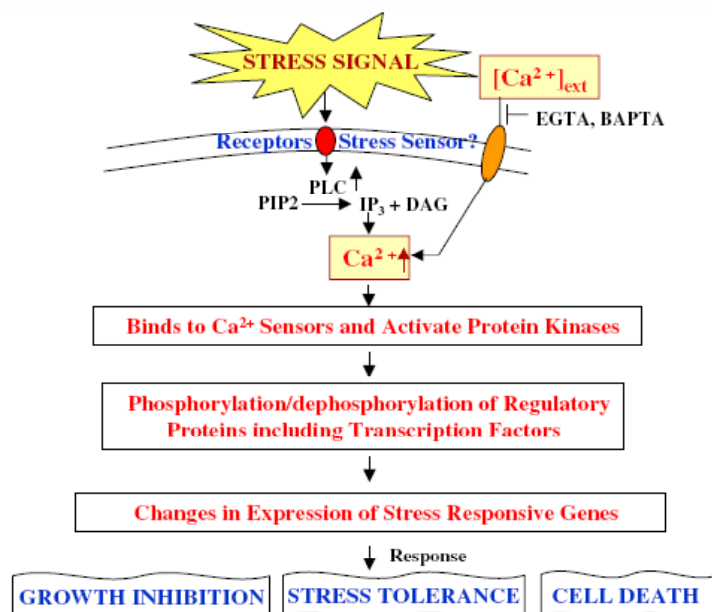 STRESS SIGNAL
[Ca²⁺]ext
EGTA, BAPTA
Receptors Stress Sensor?
PLC
PIP2 IP₃ + DAG
Ca²⁺
Binds to Ca²⁺ Sensors and Activate Protein Kinases
Phosphorylation/dephosphorylation of Regulatory
Proteins including Transcription Factors
Changes in Expression of Stress Responsive Genes
Response
GROWTH INHIBITION STRESS TOLERANCE CELL DEATH